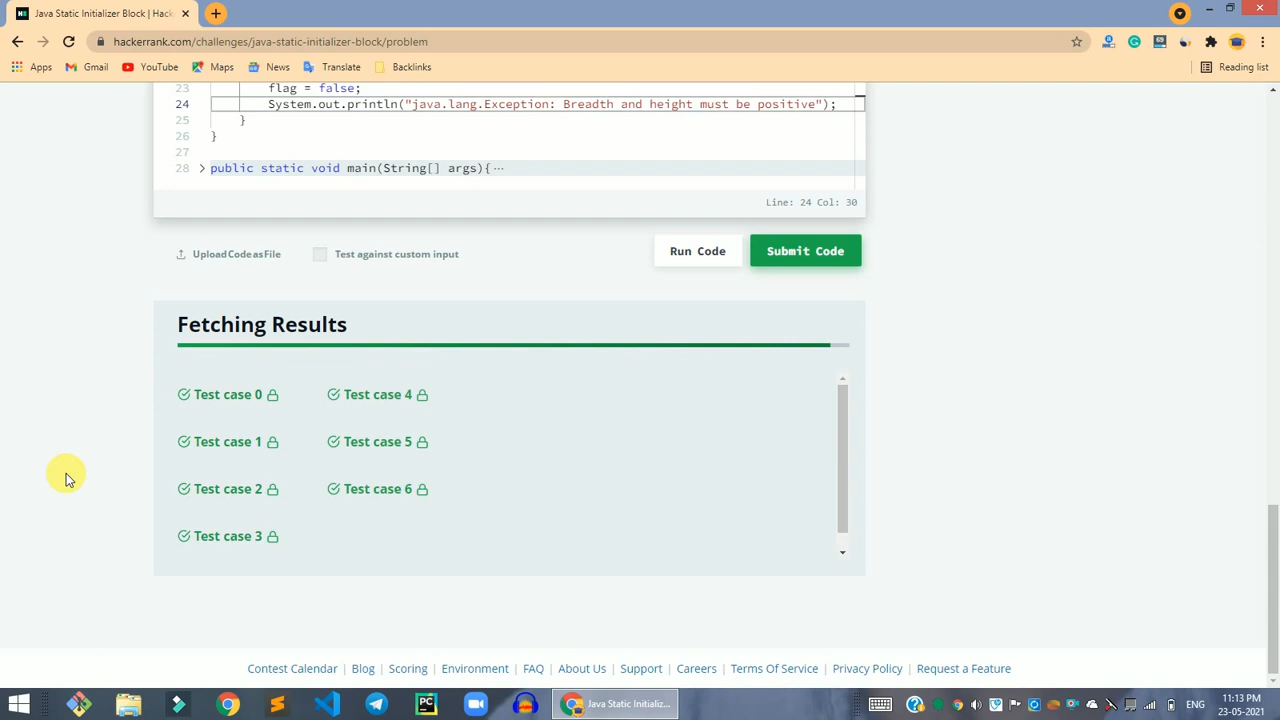 Java Static Initializer Block | Hack
hackerrank.com/challenges/java-static-initializer-block/problem
Apps Gmail YouTube Maps News Translate Backlinks Reading list
23 flag = false;
24 System.out.println("java.lang.Exception: Breadth and height must be positive");
25 }
26 }
27
28 public static void main(String[] args){···
Line: 24 Col: 30
Upload Code as File Test against custom input Run Code Submit Code
Fetching Results
Test case 0 Test case 4
Test case 1 Test case 5
Test case 2 Test case 6
Test case 3
Contest Calendar | Blog | Scoring | Environment | FAQ | About Us | Support | Careers | Terms Of Service | Privacy Policy | Request a Feature
Java Static Initializ...
ENG
11:13 PM
23-05-2021